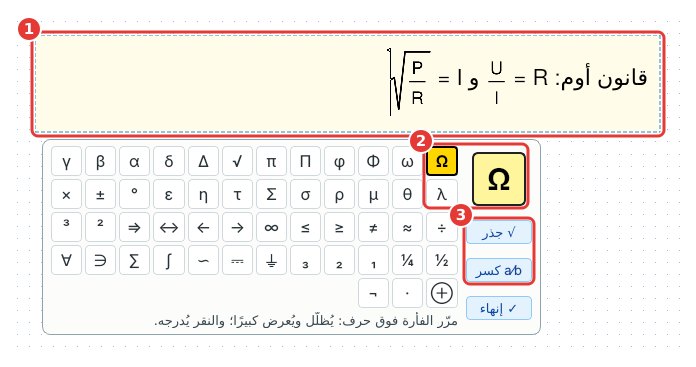 1
قانون أوم: R = U/I و I = √(P/R)
2
γ β α δ Δ √ π Π φ Φ ω Ω
Ω
× ± ° ε η τ Σ σ ρ μ θ λ
3
³ ² ⇒ ↔ ← → ∞ ≤ ≥ ≠ ≈ ÷
√ جذر
∀ ∋ ∑ ∫ ∽ ⎓ ⏚ ₃ ₂ ₁ ¼ ½
a⁄b كسر
¬ · ⊕
✓ إنهاء
مرّر الفأرة فوق حرف: يُظلَّل ويُعرض كبيرًا؛ والنقر يُدرجه.